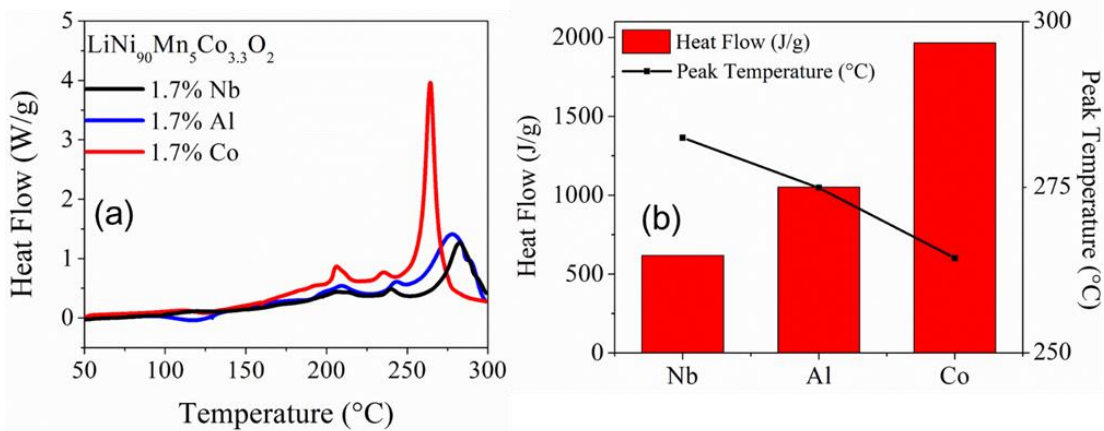 5
4
3
2
1
0
Heat Flow (W/g)
LiNi₉₀Mn₅Co₃.₃O₂
1.7% Nb
1.7% Al
1.7% Co
(a)
50
100
150
200
250
300
Temperature (°C)
2000
1500
1000
500
0
Heat Flow (J/g)
Heat Flow (J/g)
Peak Temperature (°C)
(b)
Nb
Al
Co
300
275
250
Peak Temperature (°C)